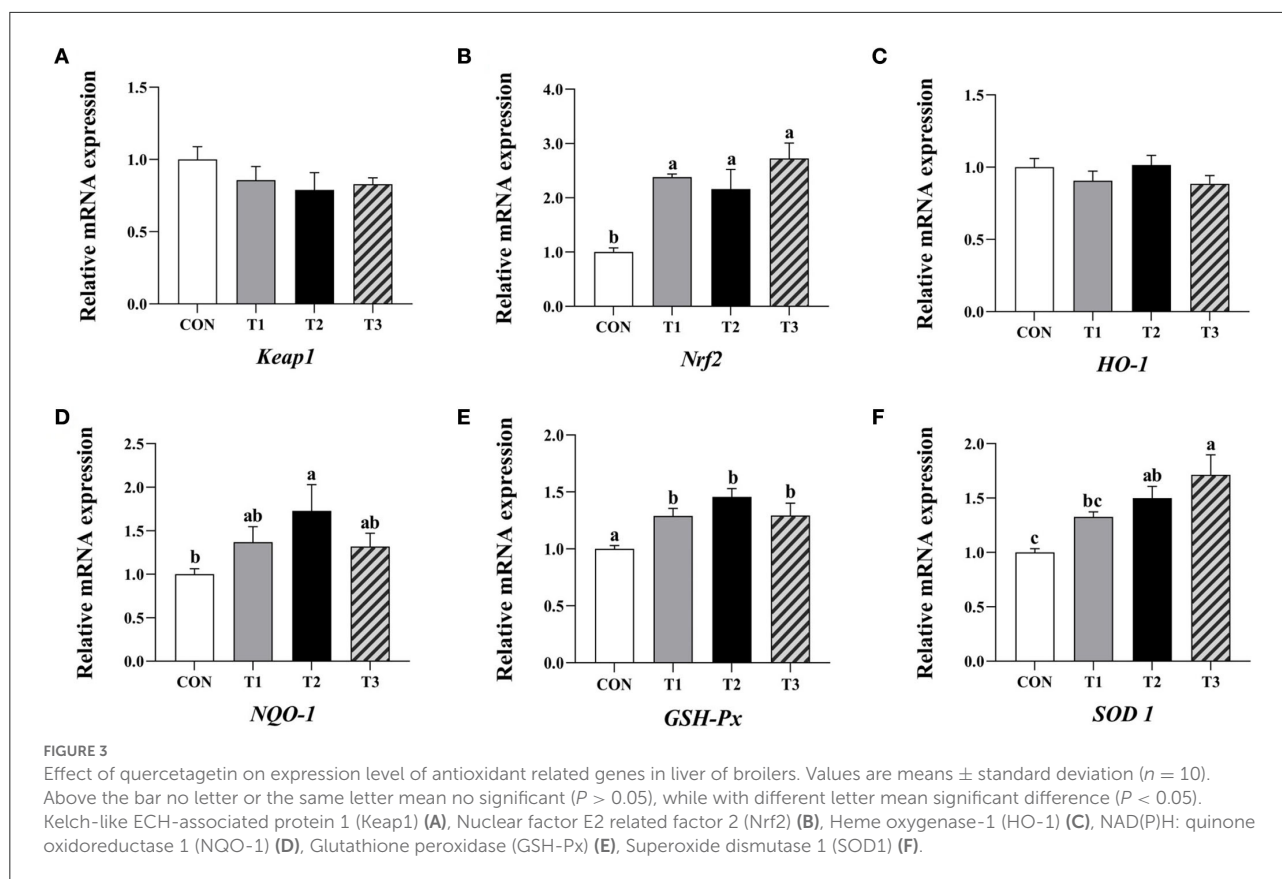 A
Relative mRNA expression
1.5
1.0
0.5
0.0
CON T1 T2 T3
Keap1
B
Relative mRNA expression
4.0
3.0
2.0
1.0
0.0
b a a a
CON T1 T2 T3
Nrf2
C
Relative mRNA expression
1.5
1.0
0.5
0.0
CON T1 T2 T3
HO-1
D
Relative mRNA expression
2.5
2.0
1.5
1.0
0.5
0.0
b ab a ab
CON T1 T2 T3
NQO-1
E
Relative mRNA expression
2.0
1.5
1.0
0.5
0.0
a b b b
CON T1 T2 T3
GSH-Px
F
Relative mRNA expression
2.0
1.5
1.0
0.5
0.0
c bc ab a
CON T1 T2 T3
SOD 1
FIGURE 3
Effect of quercetagetin on expression level of antioxidant related genes in liver of broilers. Values are means ± standard deviation (n = 10).
Above the bar no letter or the same letter mean no significant (P > 0.05), while with different letter mean significant difference (P < 0.05).
Kelch-like ECH-associated protein 1 (Keap1) (A), Nuclear factor E2 related factor 2 (Nrf2) (B), Heme oxygenase-1 (HO-1) (C), NAD(P)H: quinone
oxidoreductase 1 (NQO-1) (D), Glutathione peroxidase (GSH-Px) (E), Superoxide dismutase 1 (SOD1) (F).